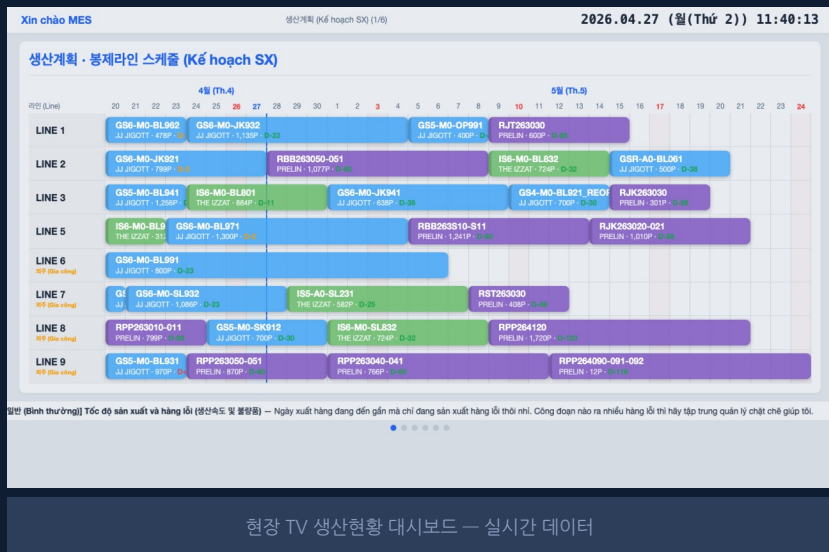 Xin chào MES
생산계획 (Kế hoạch SX) (1/6)
2026.04.27 (월(Thứ 2)) 11:40:13
생산계획 · 봉제라인 스케줄 (Kế hoạch SX)
4월 (Th.4)
5월 (Th.5)
라인 (Line) 20 21 22 23 24 25 26 27 28 29 30 1 2 3 4 5 6 7 8 9 10 11 12 13 14 15 16 17 18 19 20 21 22 23 24
LINE 1
GS6-M0-BL962
JJ JIGOTT · 478P ·
GS6-M0-JK932
JJ JIGOTT · 1,135P · D-23
GS5-M0-OP991
JJ JIGOTT · 400P ·
RJT263030
PRELIN · 600P ·
LINE 2
GS6-M0-JK921
JJ JIGOTT · 799P ·
RBB263050-051
PRELIN · 1,077P ·
IS6-M0-BL832
THE IZZAT · 724P · D-32
GSR-A0-BL061
JJ JIGOTT · 500P · D-38
LINE 3
GS5-M0-BL941
JJ JIGOTT · 1,256P ·
IS6-M0-BL801
THE IZZAT · 884P · D-11
GS6-M0-JK941
JJ JIGOTT · 638P · D-38
GS4-M0-BL921_REOF
JJ JIGOTT · 700P · D-30
RJK263030
PRELIN · 301P ·
LINE 5
IS6-M0-BL9
THE IZZAT · 31
GS6-M0-BL971
JJ JIGOTT · 1,300P ·
RBB263S10-S11
PRELIN · 1,241P ·
RJK263020-021
PRELIN · 1,010P ·
LINE 6
외주 (Gia công)
GS6-M0-BL991
JJ JIGOTT · 800P · D-23
LINE 7
외주 (Gia công)
GS
JJ
GS6-M0-SL932
JJ JIGOTT · 1,086P · D-23
IS5-A0-SL231
THE IZZAT · 582P · D-25
RST263030
PRELIN · 408P ·
LINE 8
외주 (Gia công)
RPP263010-011
PRELIN · 799P ·
GS5-M0-SK912
JJ JIGOTT · 700P · D-30
IS6-M0-SL832
THE IZZAT · 724P · D-32
RPP264120
PRELIN · 1,720P ·
LINE 9
외주 (Gia công)
GS5-M0-BL931
JJ JIGOTT · 970P ·
RPP263050-051
PRELIN · 870P ·
RPP263040-041
PRELIN · 766P ·
RPP264090-091-092
PRELIN · 12P ·
일반 (Bình thường)] Tốc độ sản xuất và hàng lỗi (생산속도 및 불량품) — Ngày xuất hàng đang đến gần mà chỉ đang sản xuất hàng lỗi thôi nhỉ. Công đoạn nào ra nhiều hàng lỗi thì hãy tập trung quản lý chặt chẽ giúp tôi.
현장 TV 생산현황 대시보드 — 실시간 데이터